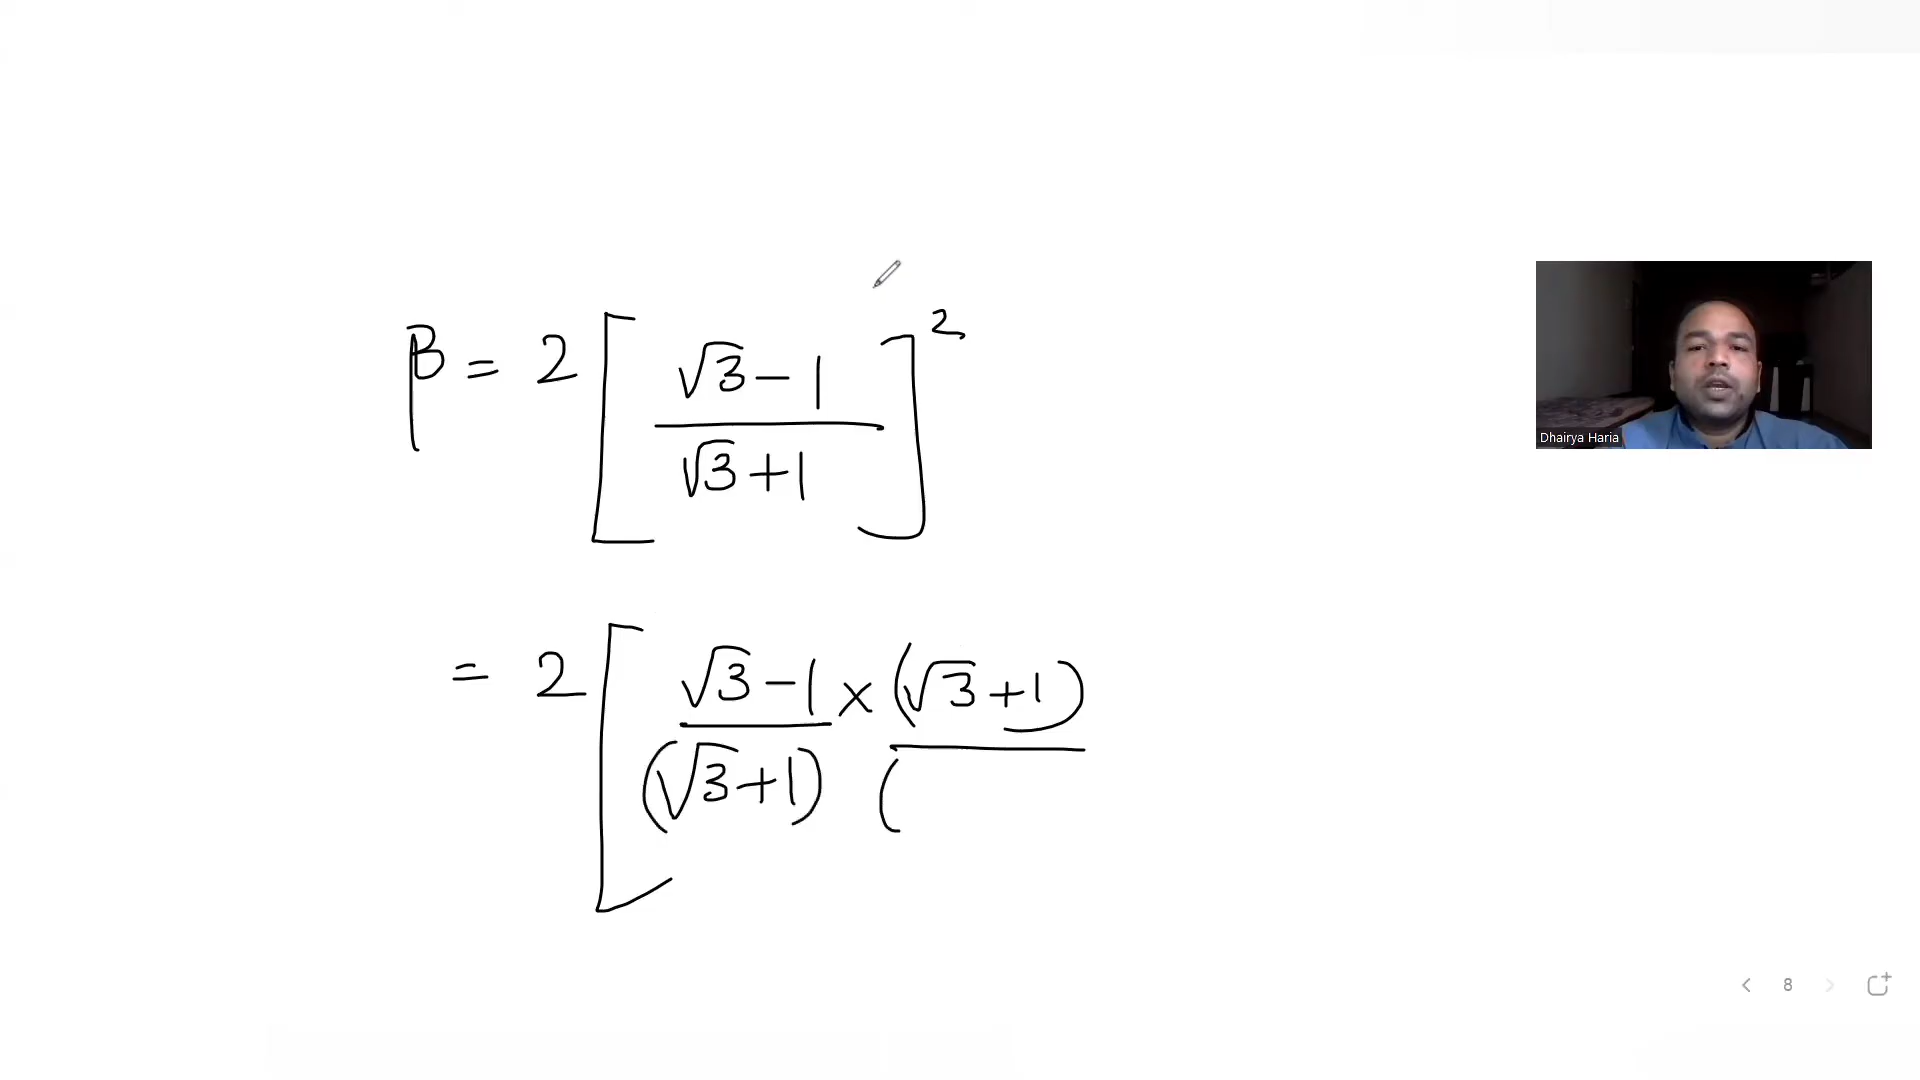 β = 2 [ (√3 - 1) / (√3 + 1) ]²
= 2 [ √3 - 1 / (√3 + 1) × (√3 + 1) / (
Dhairya Haria
8